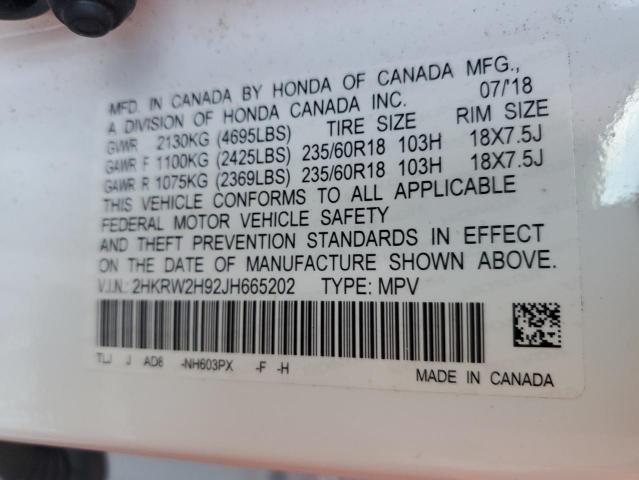 MFD. IN CANADA BY HONDA OF CANADA MFG.,
A DIVISION OF HONDA CANADA INC. 07/'18
GVWR 2130KG (4695LBS) TIRE SIZE RIM SIZE
GAWR F 1100KG (2425LBS) 235/60R18 103H 18X7.5J
GAWR R 1075KG (2369LBS) 235/60R18 103H 18X7.5J
THIS VEHICLE CONFORMS TO ALL APPLICABLE
FEDERAL MOTOR VEHICLE SAFETY
AND THEFT PREVENTION STANDARDS IN EFFECT
ON THE DATE OF MANUFACTURE SHOWN ABOVE.
V.I.N.: 2HKRW2H92JH665202 TYPE: MPV
TLJ J AD8 -NH603PX -F -H
MADE IN CANADA